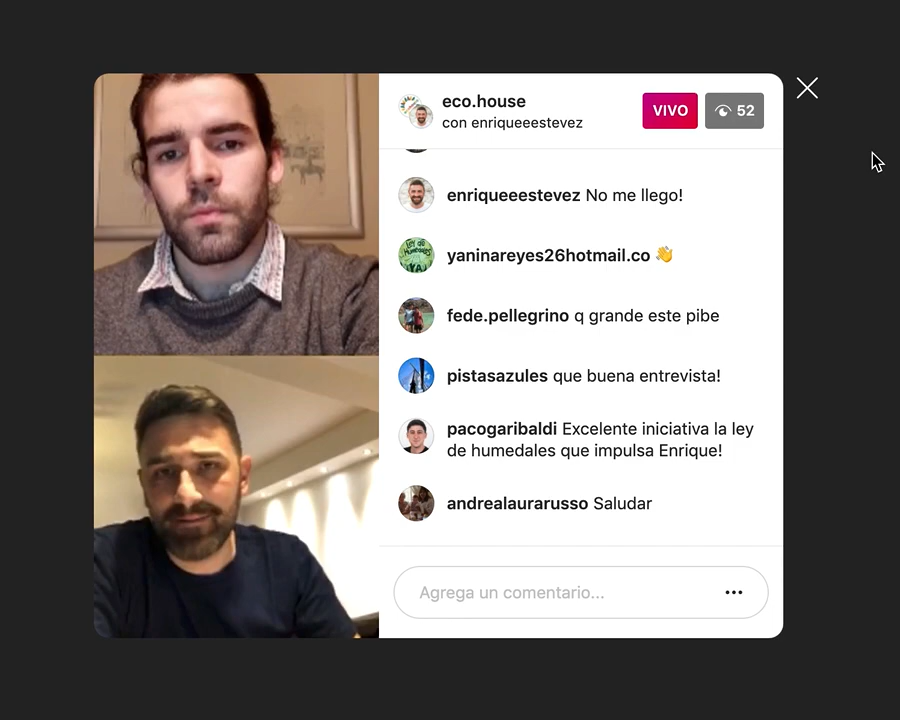 eco.house
con enriqueeestevez
VIVO
52
enriqueeestevez No me llego!
yaninareyes26hotmail.co 👋
fede.pellegrino q grande este pibe
pistasazules que buena entrevista!
pacogaribaldi Excelente iniciativa la ley
de humedales que impulsa Enrique!
andrealaurarusso Saludar
Agrega un comentario...